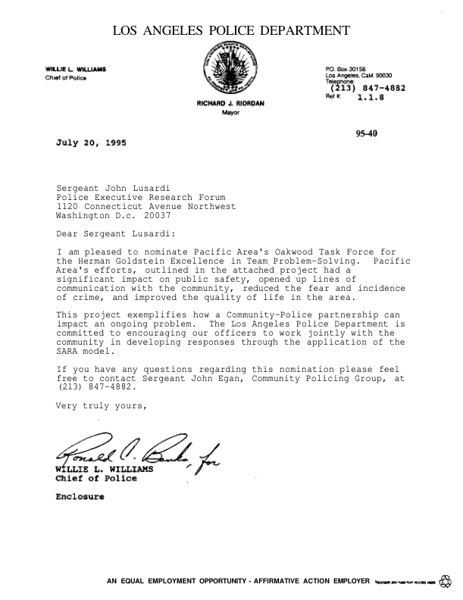 LOS ANGELES POLICE DEPARTMENT
WILLIE L. WILLIAMS
Chief of Police
RICHARD J. RIORDAN
Mayor
P.O. Box 30158
Los Angeles, Calif. 90030
Telephone:
(213) 847-4882
Ref #: 1.1.8
95-40
July 20, 1995
Sergeant John Lusardi
Police Executive Research Forum
1120 Connecticut Avenue Northwest
Washington D.c. 20037
Dear Sergeant Lusardi:
I am pleased to nominate Pacific Area's Oakwood Task Force for
the Herman Goldstein Excellence in Team Problem-Solving. Pacific
Area's efforts, outlined in the attached project had a
significant impact on public safety, opened up lines of
communication with the community, reduced the fear and incidence
of crime, and improved the quality of life in the area.
This project exemplifies how a Community-Police partnership can
impact an ongoing problem. The Los Angeles Police Department is
committed to encouraging our officers to work jointly with the
community in developing responses through the application of the
SARA model.
If you have any questions regarding this nomination please feel
free to contact Sergeant John Egan, Community Policing Group, at
(213) 847-4882.
Very truly yours,
Ronald C. Banks, for
WILLIE L. WILLIAMS
Chief of Police
Enclosure
AN EQUAL EMPLOYMENT OPPORTUNITY - AFFIRMATIVE ACTION EMPLOYER